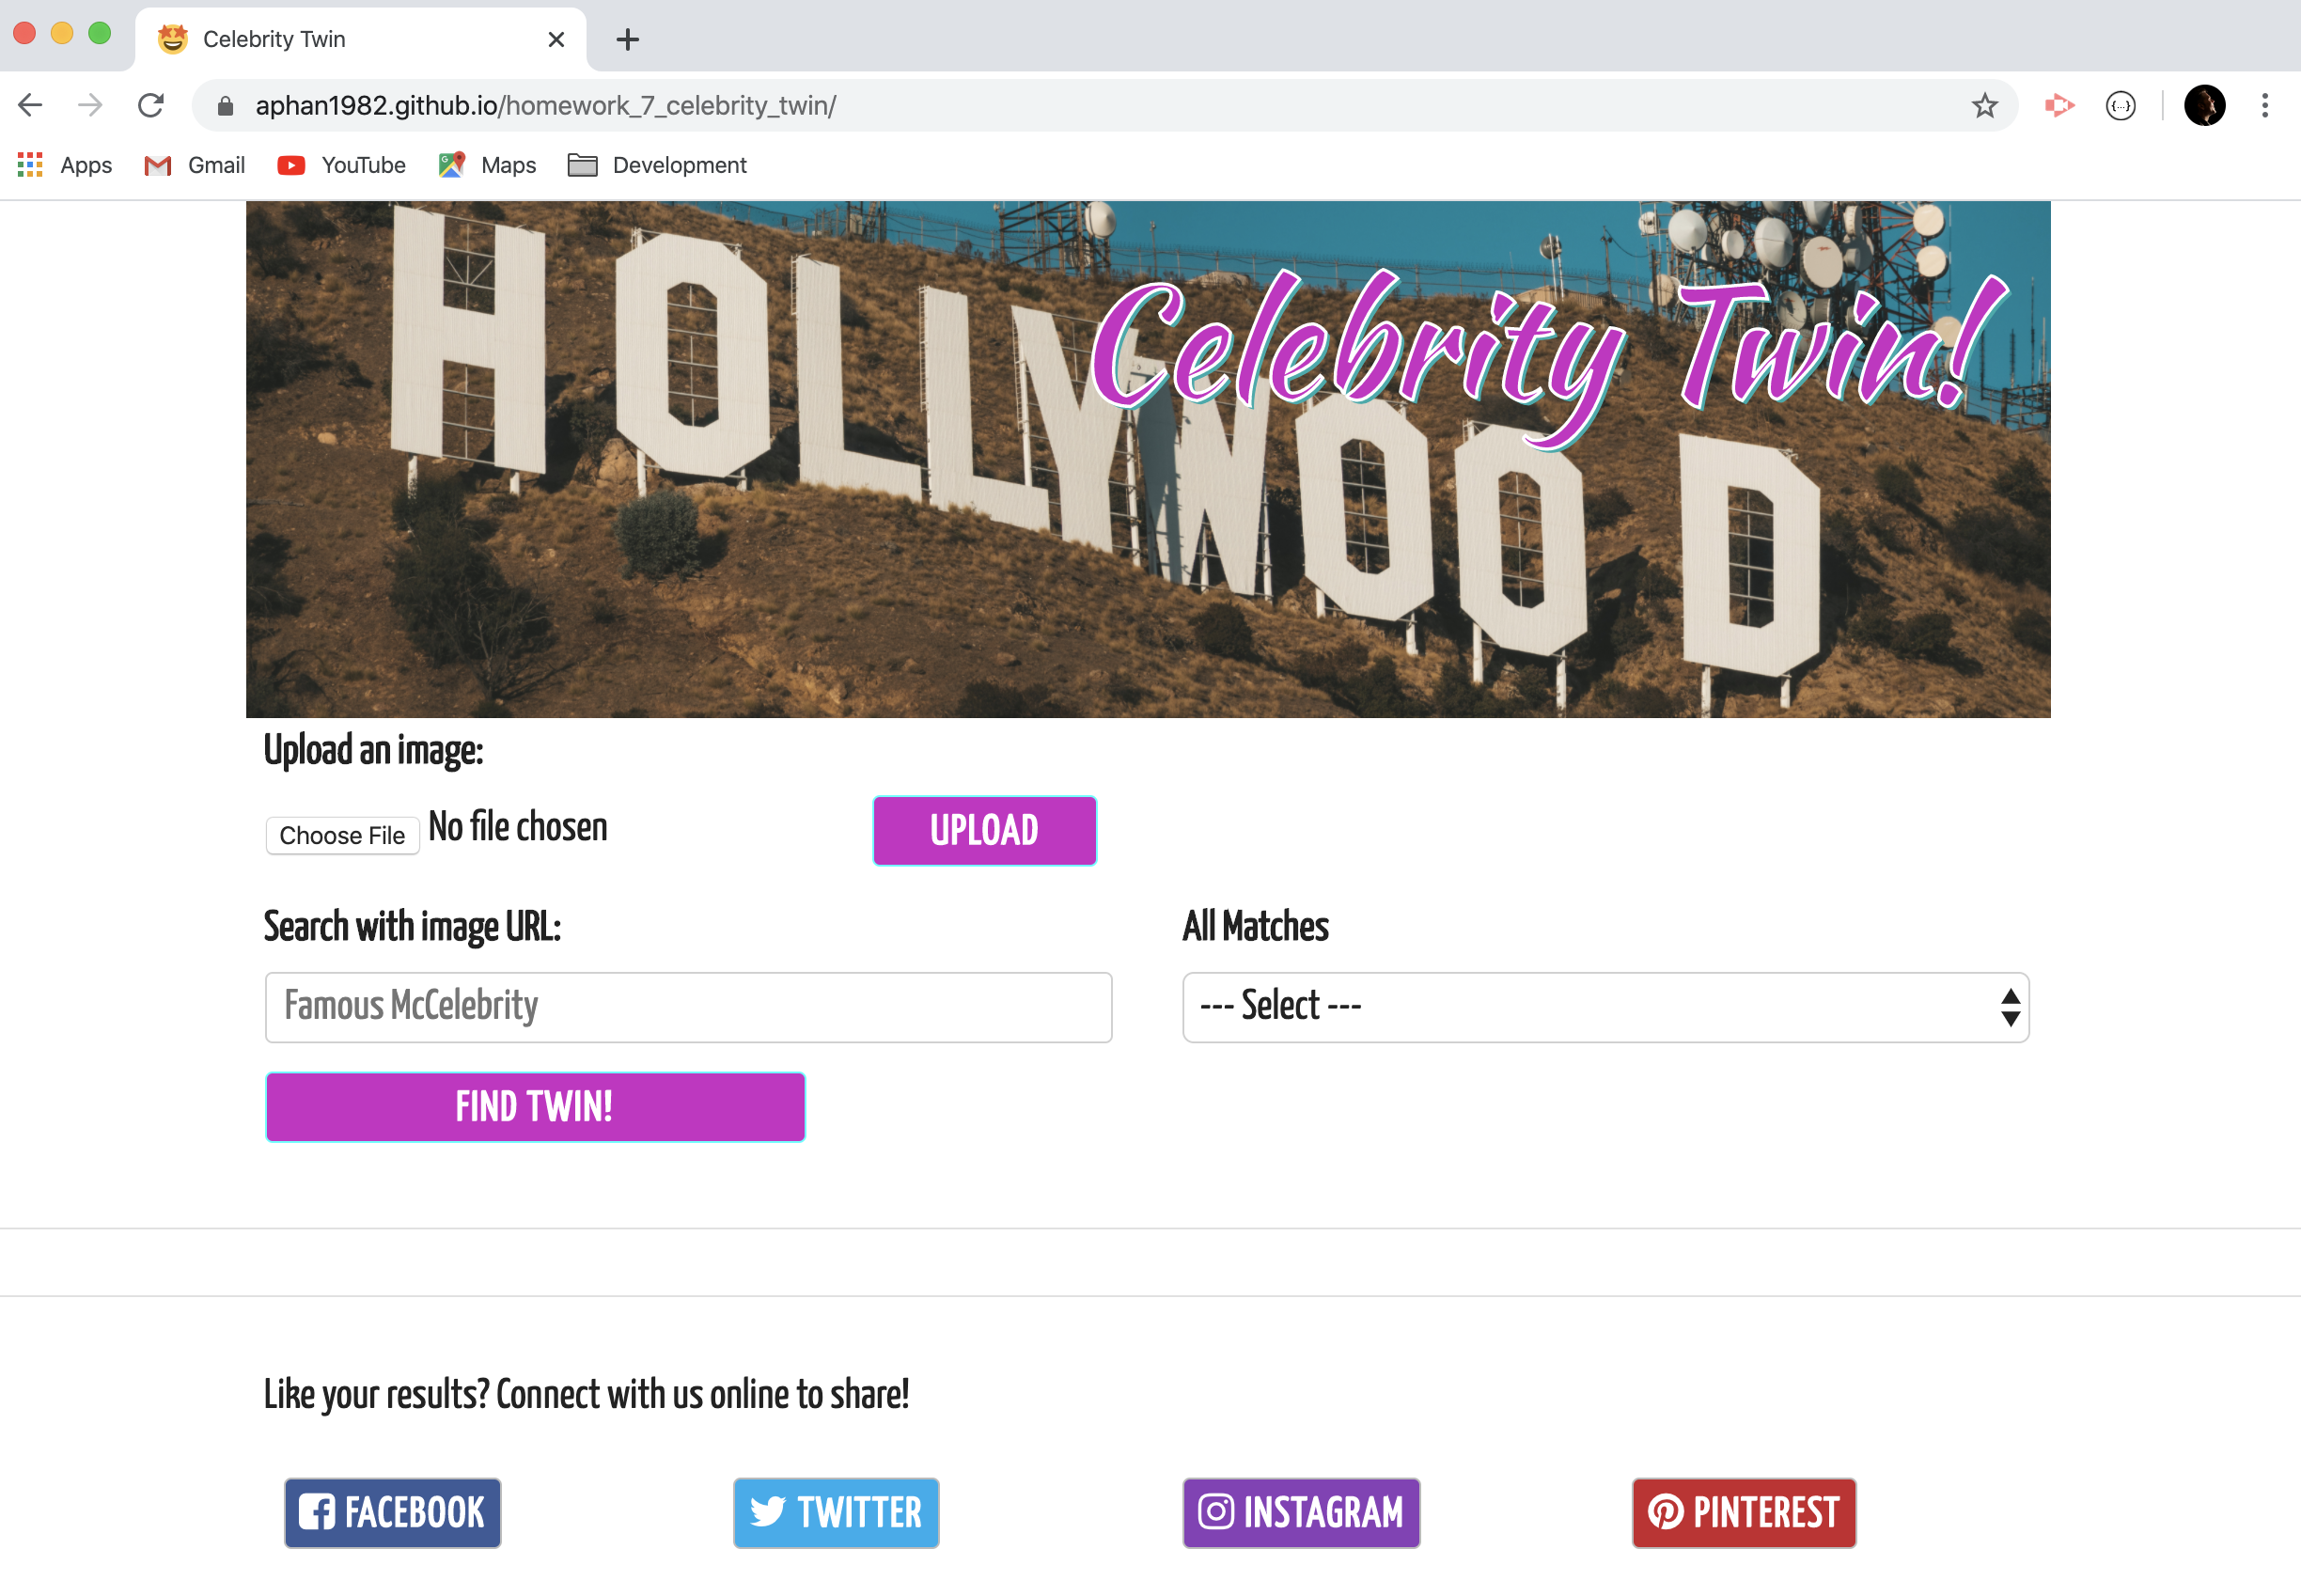 Celebrity Twin
aphan1982.github.io/homework_7_celebrity_twin/
Apps Gmail YouTube Maps Development
HOLLYWOOD
Celebrity Twin!
Upload an image:
Choose File No file chosen UPLOAD
Search with image URL: All Matches
Famous McCelebrity --- Select ---
FIND TWIN!
Like your results? Connect with us online to share!
FACEBOOK TWITTER INSTAGRAM PINTEREST